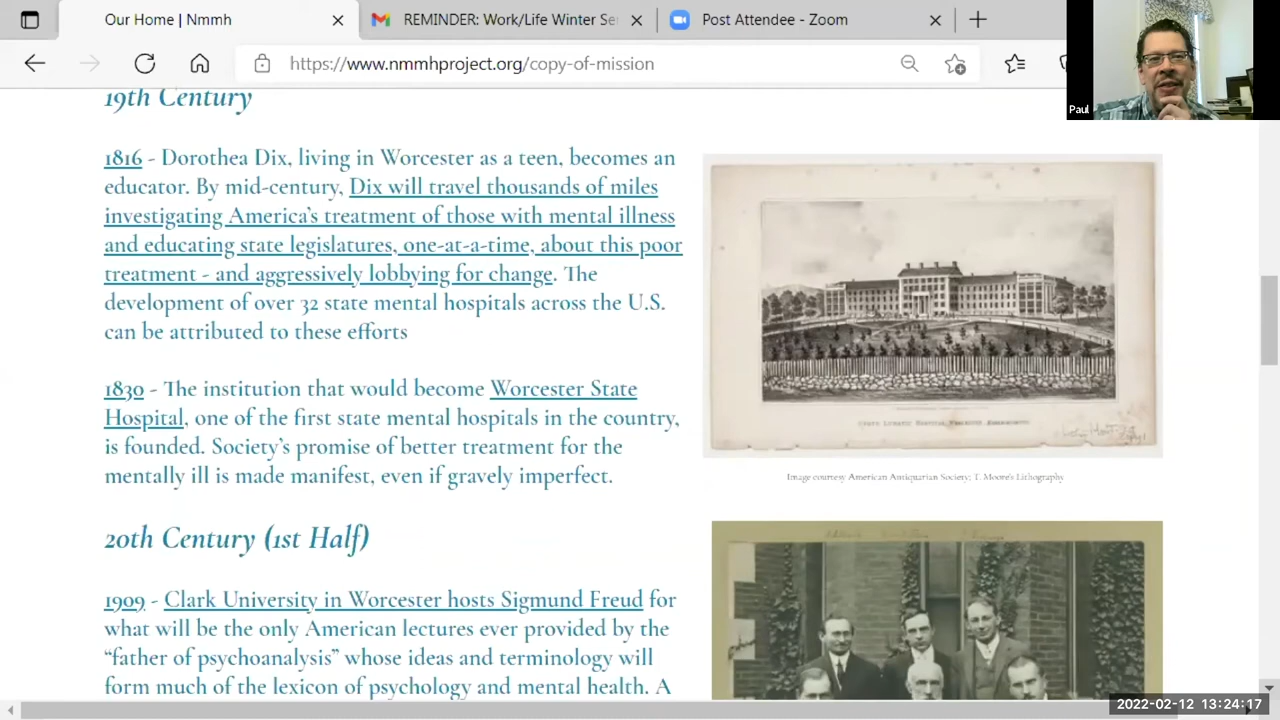 Our Home | Nmmh
REMINDER: Work/Life Winter Se
Post Attendee - Zoom
https://www.nmmhproject.org/copy-of-mission
Paul
19th Century
1816 - Dorothea Dix, living in Worcester as a teen, becomes an
educator. By mid-century, Dix will travel thousands of miles
investigating America's treatment of those with mental illness
and educating state legislatures, one-at-a-time, about this poor
treatment - and aggressively lobbying for change. The
development of over 32 state mental hospitals across the U.S.
can be attributed to these efforts
1830 - The institution that would become Worcester State
Hospital, one of the first state mental hospitals in the country,
is founded. Society's promise of better treatment for the
mentally ill is made manifest, even if gravely imperfect.
STATE LUNATIC HOSPITAL, WORCESTER
Image courtesy American Antiquarian Society; T. Moore's Lithography
20th Century (1st Half)
1909 - Clark University in Worcester hosts Sigmund Freud for
what will be the only American lectures ever provided by the
“father of psychoanalysis” whose ideas and terminology will
form much of the lexicon of psychology and mental health. A
2022-02-12 13:24:17